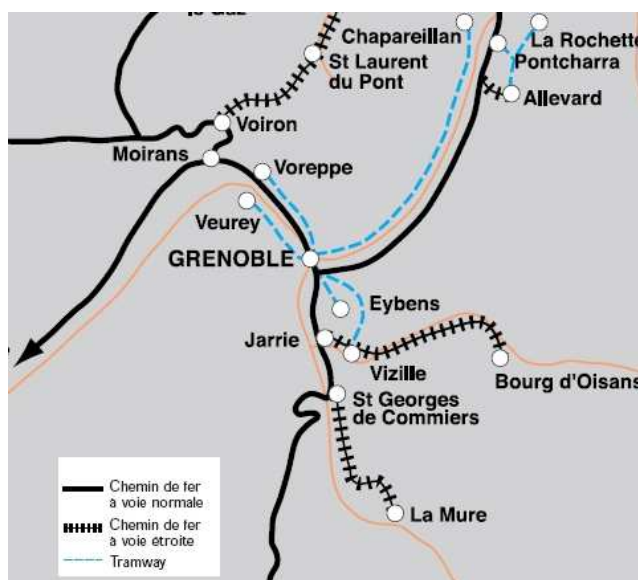 Chapareillan
La Rochette
Pontcharra
St Laurent
du Pont
Allevard
Voiron
Moirans
Voreppe
Veurey
GRENOBLE
Eybens
Jarrie
Vizille
Bourg d'Oisans
St Georges
de Commiers
La Mure
Chemin de fer
à voie normale
Chemin de fer
à voie étroite
Tramway